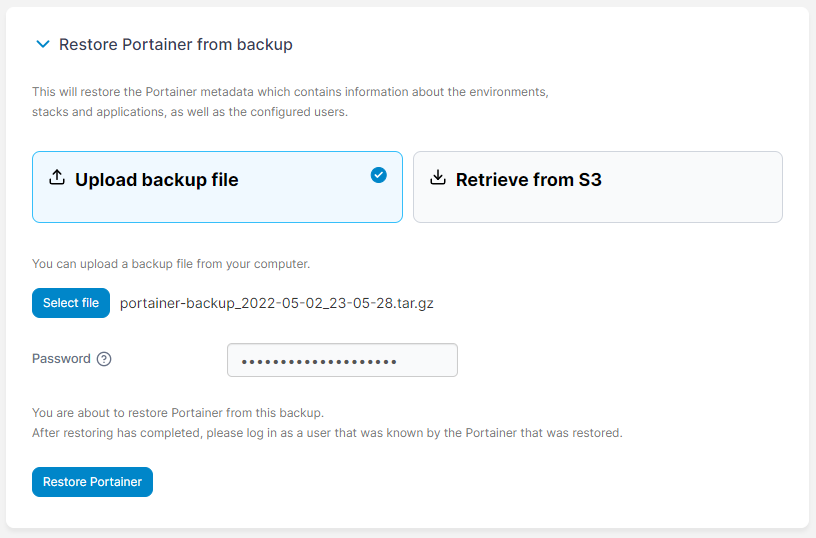 Restore Portainer from backup
This will restore the Portainer metadata which contains information about the environments,
stacks and applications, as well as the configured users.
Upload backup file
Retrieve from S3
You can upload a backup file from your computer.
Select file portainer-backup_2022-05-02_23-05-28.tar.gz
Password ?
••••••••••••••••••••
You are about to restore Portainer from this backup.
After restoring has completed, please log in as a user that was known by the Portainer that was restored.
Restore Portainer